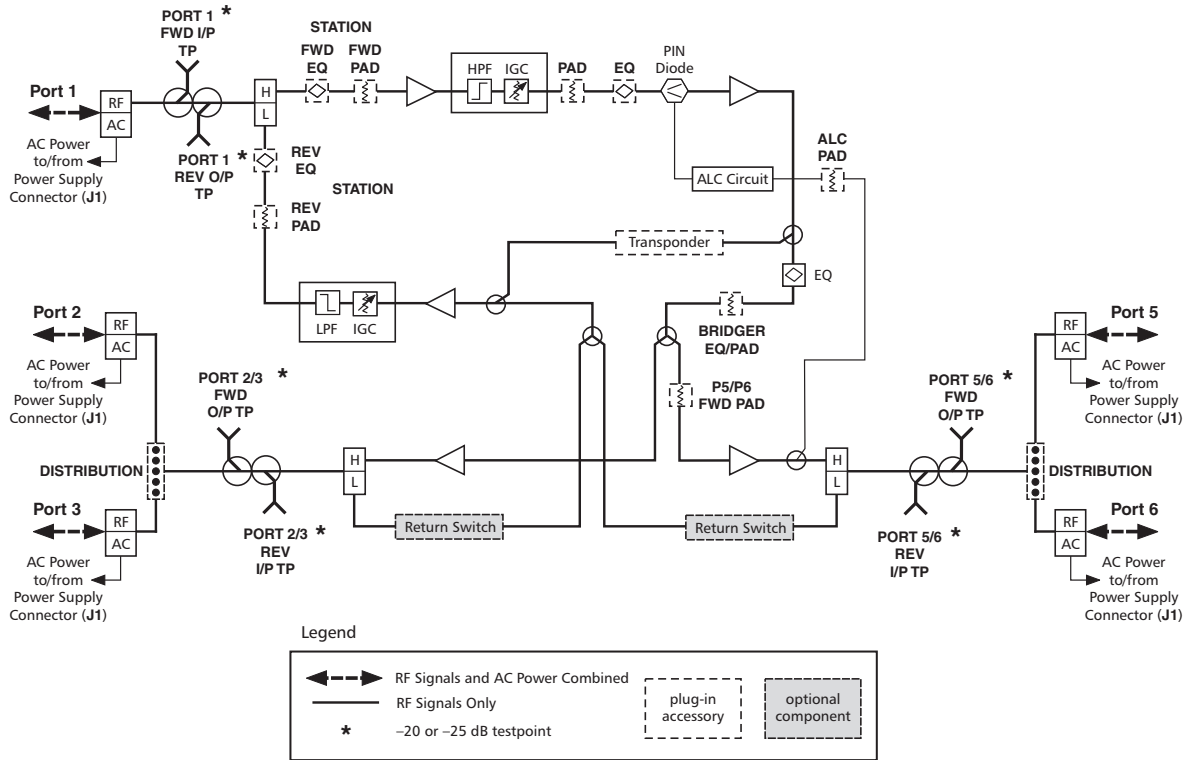 PORT 1 *
FWD I/P
TP
STATION
FWD
EQ
FWD
PAD
HPF
IGC
PAD
EQ
PIN
Diode
Port 1
RF
AC
H
L
AC Power
to/from
Power Supply
Connector (J1)
PORT 1 *
REV O/P
TP
REV
EQ
STATION
REV
PAD
ALC
PAD
ALC Circuit
Transponder
EQ
LPF
IGC
BRIDGER
EQ/PAD
P5/P6
FWD PAD
Port 2
RF
AC
AC Power
to/from
Power Supply
Connector (J1)
PORT 2/3 *
FWD
O/P TP
DISTRIBUTION
H
L
Return Switch
Port 3
RF
AC
AC Power
to/from
Power Supply
Connector (J1)
PORT 2/3 *
REV
I/P TP
Return Switch
H
L
Port 5
RF
AC
AC Power
to/from
Power Supply
Connector (J1)
PORT 5/6 *
FWD
O/P TP
DISTRIBUTION
PORT 5/6 *
REV
I/P TP
Port 6
RF
AC
AC Power
to/from
Power Supply
Connector (J1)
Legend
RF Signals and AC Power Combined
RF Signals Only
* –20 or –25 dB testpoint
plug-in
accessory
optional
component